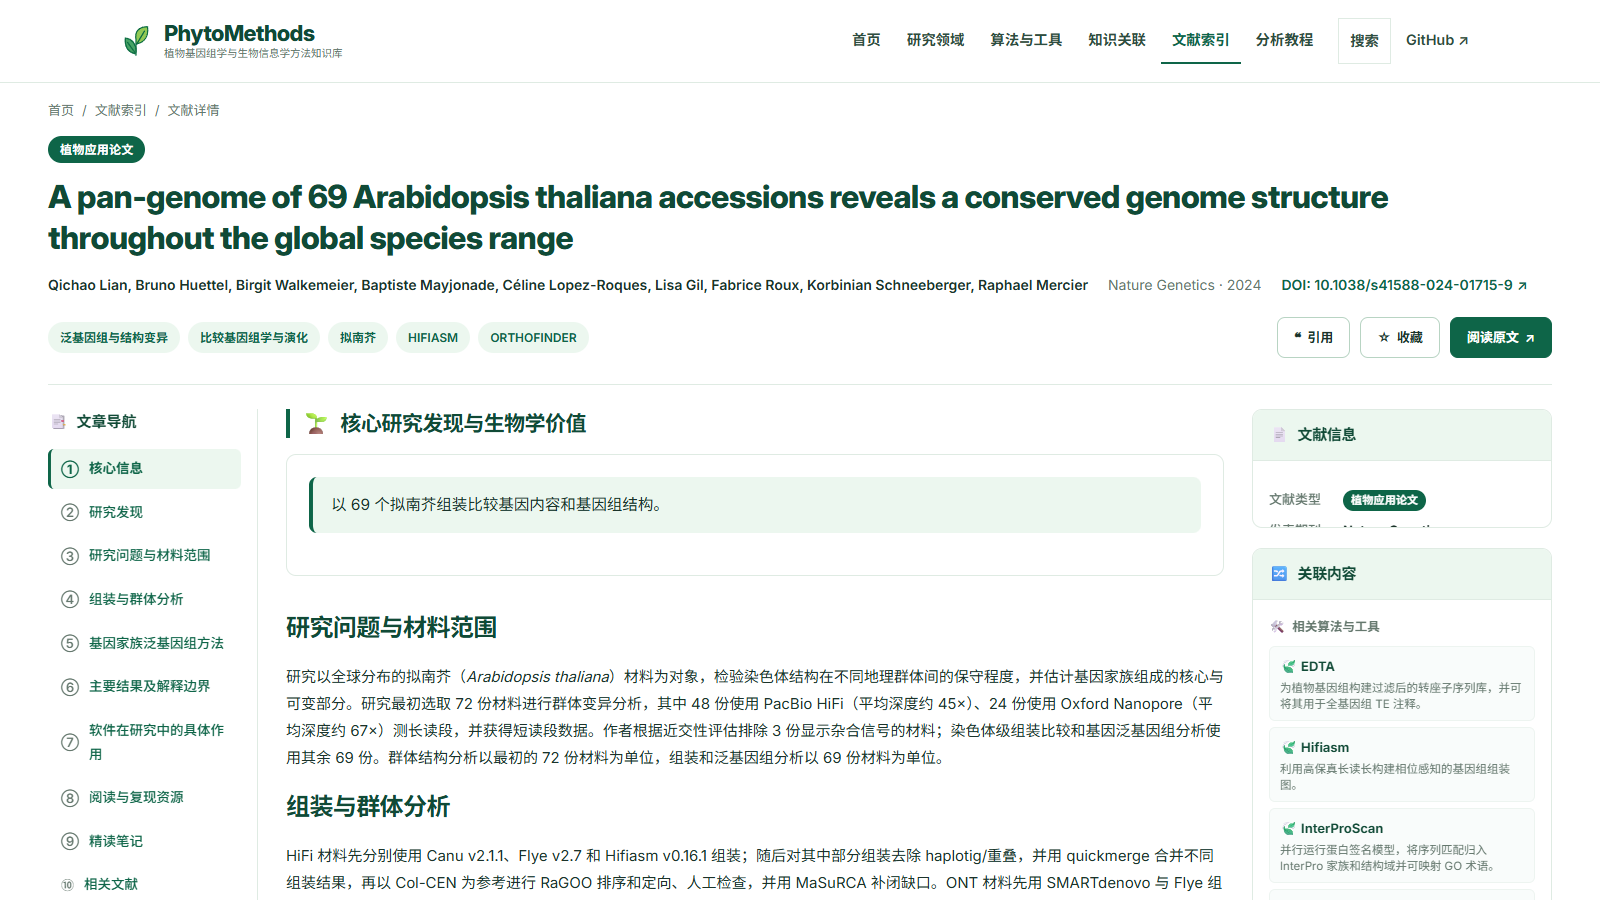 PhytoMethods
植物基因组学与生物信息学方法知识库
首页 研究领域 算法与工具 知识关联 文献索引 分析教程 搜索 GitHub ↗
首页 / 文献索引 / 文献详情
植物应用论文
A pan-genome of 69 Arabidopsis thaliana accessions reveals a conserved genome structure
throughout the global species range
Qichao Lian, Bruno Huettel, Birgit Walkemeier, Baptiste Mayjonade, Céline Lopez-Roques, Lisa Gil, Fabrice Roux, Korbinian Schneeberger, Raphael Mercier Nature Genetics · 2024 DOI: 10.1038/s41588-024-01715-9 ↗
泛基因组与结构变异 比较基因组学与演化 拟南芥 HIFIASM ORTHOFINDER
❝ 引用 ☆ 收藏 阅读原文 ↗
文章导航
① 核心信息
② 研究发现
③ 研究问题与材料范围
④ 组装与群体分析
⑤ 基因家族泛基因组方法
⑥ 主要结果及解释边界
⑦ 软件在研究中的具体作
用
⑧ 阅读与复现资源
⑨ 精读笔记
⑩ 相关文献
核心研究发现与生物学价值
以 69 个拟南芥组装比较基因内容和基因组结构。
研究问题与材料范围
研究以全球分布的拟南芥（Arabidopsis thaliana）材料为对象，检验染色体结构在不同地理群体间的保守程度，并估计基因家族组成的核心与
可变部分。研究最初选取 72 份材料进行群体变异分析，其中 48 份使用 PacBio HiFi（平均深度约 45×）、24 份使用 Oxford Nanopore（平
均深度约 67×）测长读段，并获得短读段数据。作者根据近交性评估排除 3 份显示杂合信号的材料；染色体级组装比较和基因泛基因组分析使
用其余 69 份。群体结构分析以最初的 72 份材料为单位，组装和泛基因组分析以 69 份材料为单位。
组装与群体分析
HiFi 材料先分别使用 Canu v2.1.1、Flye v2.7 和 Hifiasm v0.16.1 组装；随后对其中部分组装去除 haplotig/重叠，并用 quickmerge 合并不同
组装结果，再以 Col-CEN 为参考进行 RaGOO 排序和定向、人工检查，并用 MaSuRCA 补闭缺口。ONT 材料先用 SMARTdenovo 与 Flye 组
文献信息
文献类型 植物应用论文
关联内容
相关算法与工具
EDTA
为植物基因组构建过滤后的转座子序列库，并可
将其用于全基因组 TE 注释。
Hifiasm
利用高保真长读长构建相位感知的基因组组装
图。
InterProScan
并行运行蛋白签名模型，将序列匹配归入
InterPro 家族和结构域并可映射 GO 术语。